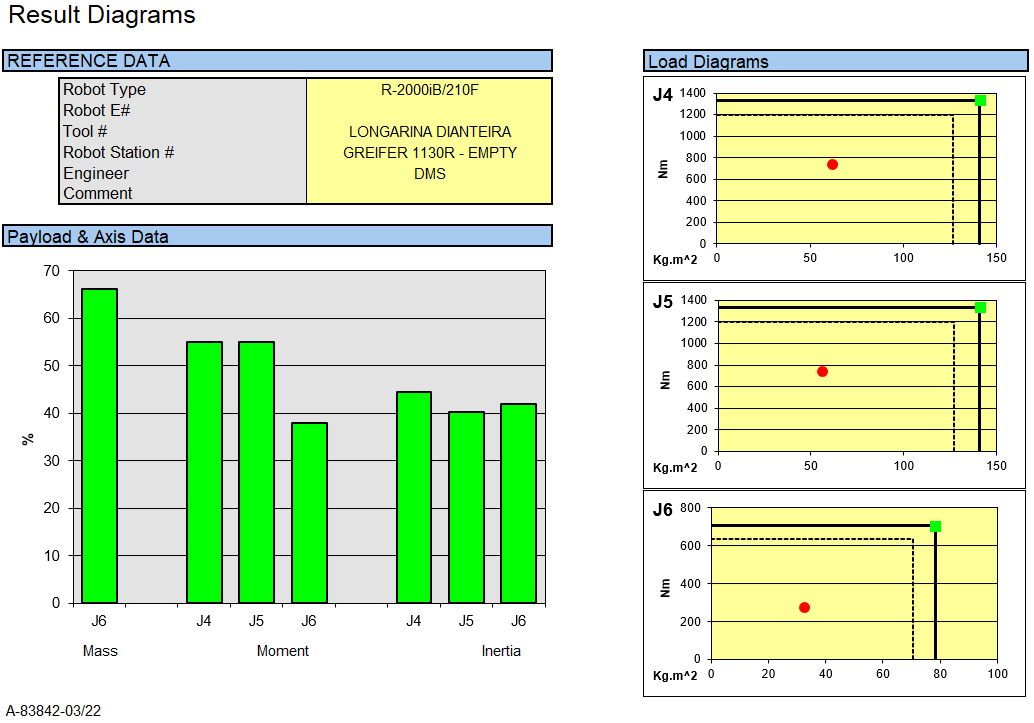 Result Diagrams
REFERENCE DATA
Robot Type R-2000iB/210F
Robot E#
Tool # LONGARINA DIANTEIRA
Robot Station # GREIFER 1130R - EMPTY
Engineer DMS
Comment
Payload & Axis Data
70
60
50
40
30
20
10
0
%
J6 J4 J5 J6 J4 J5 J6
Mass Moment Inertia
Load Diagrams
J4
1400
1200
1000
800
600
400
200
0
Nm
Kg.m^2 0 50 100 150
J5
1400
1200
1000
800
600
400
200
0
Nm
Kg.m^2 0 50 100 150
J6
800
600
400
200
0
Nm
Kg.m^2 0 20 40 60 80 100
A-83842-03/22